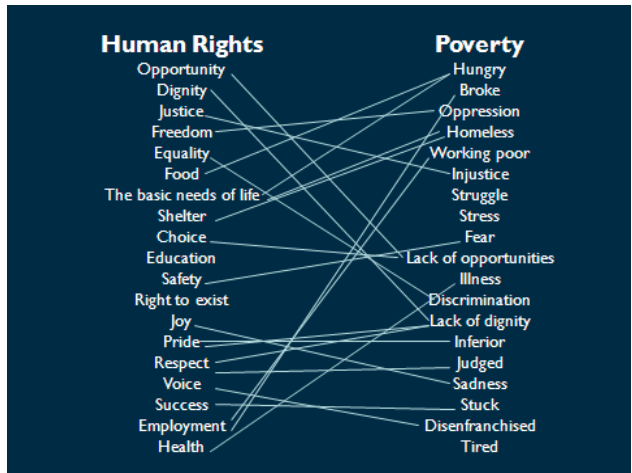 Human Rights
Opportunity
Dignity
Justice
Freedom
Equality
Food
The basic needs of life
Shelter
Choice
Education
Safety
Right to exist
Joy
Pride
Respect
Voice
Success
Employment
Health
Poverty
Hungry
Broke
Oppression
Homeless
Working poor
Injustice
Struggle
Stress
Fear
Lack of opportunities
Illness
Discrimination
Lack of dignity
Inferior
Judged
Sadness
Stuck
Disenfranchised
Tired